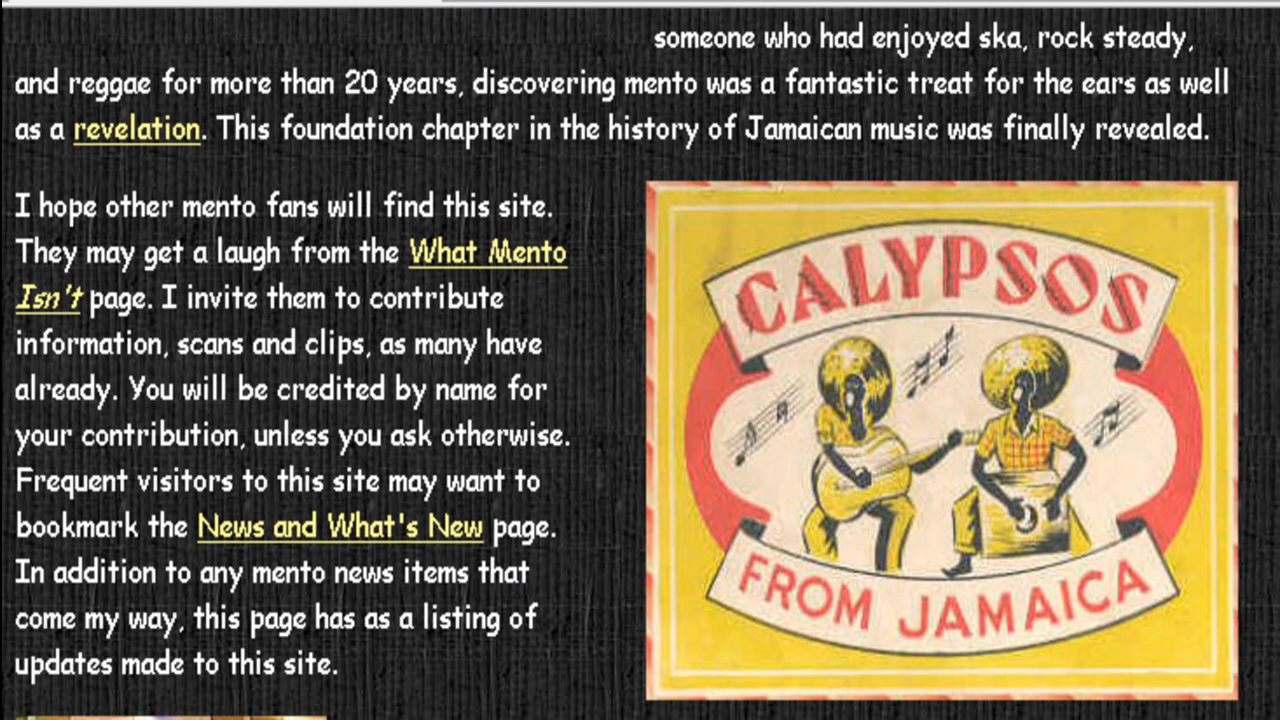 someone who had enjoyed ska, rock steady,
and reggae for more than 20 years, discovering mento was a fantastic treat for the ears as well
as a revelation. This foundation chapter in the history of Jamaican music was finally revealed.
I hope other mento fans will find this site.
They may get a laugh from the What Mento
Isn't page. I invite them to contribute
information, scans and clips, as many have
already. You will be credited by name for
your contribution, unless you ask otherwise.
Frequent visitors to this site may want to
bookmark the News and What's New page.
In addition to any mento news items that
come my way, this page has as a listing of
updates made to this site.
CALYPSOS
FROM JAMAICA